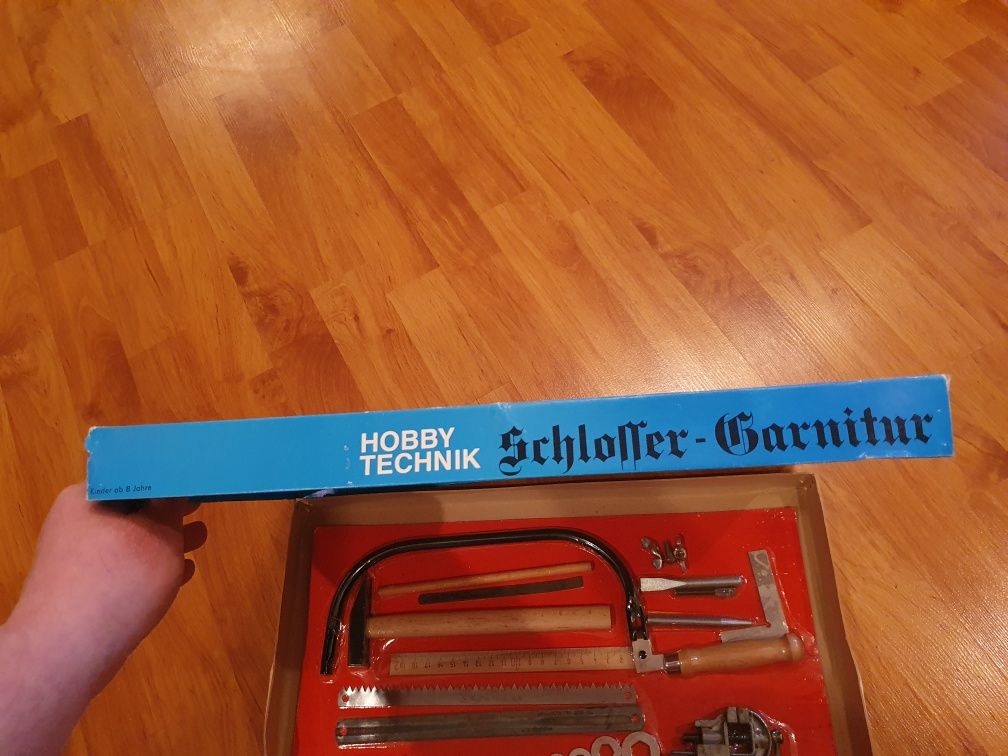 HOBBY
TECHNIK
Schlosser-Garnitur
Kinder ab 8 Jahre